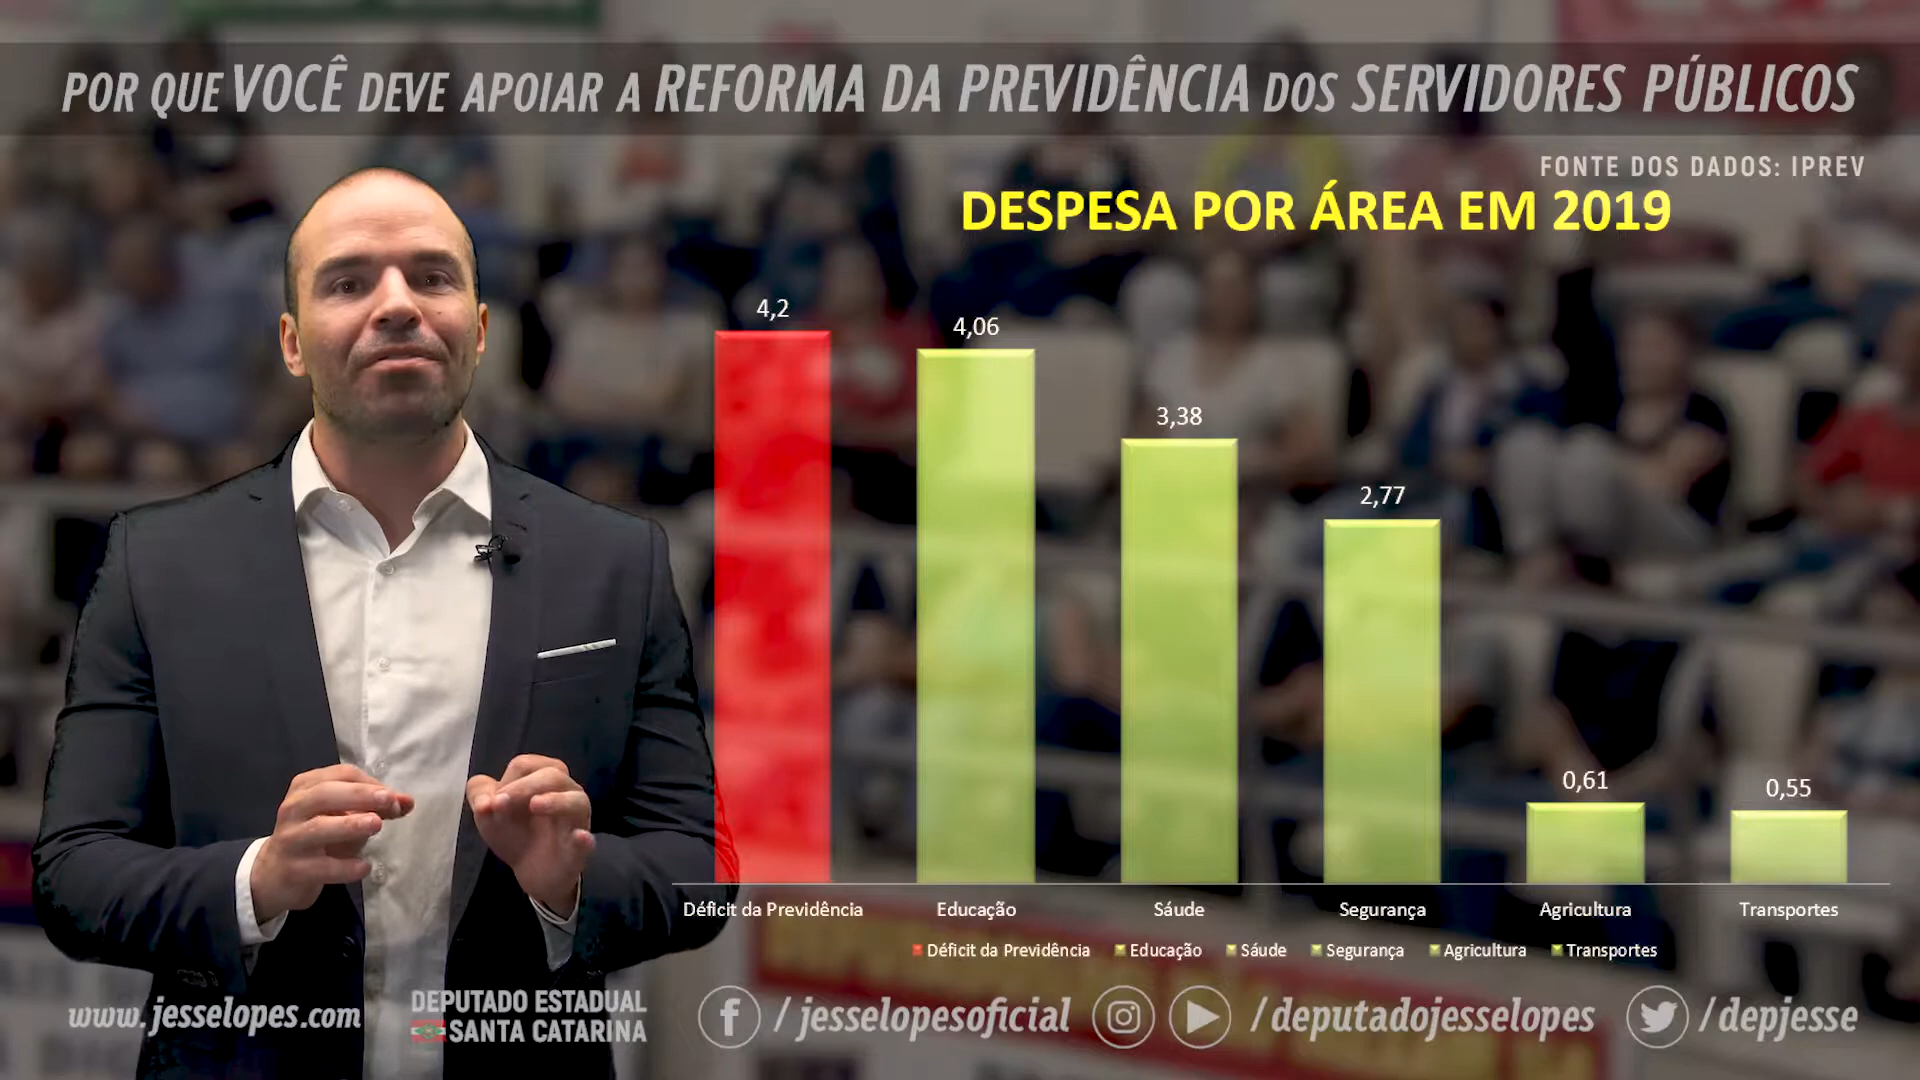 POR QUE VOCÊ DEVE APOIAR A REFORMA DA PREVIDÊNCIA DOS SERVIDORES PÚBLICOS
FONTE DOS DADOS: IPREV
DESPESA POR ÁREA EM 2019
4,2
4,06
3,38
2,77
0,61
0,55
Déficit da Previdência Educação Sáude Segurança Agricultura Transportes
Déficit da Previdência Educação Sáude Segurança Agricultura Transportes
www.jesselopes.com
DEPUTADO ESTADUAL
SANTA CATARINA
/jesselopesoficial
/deputadojesselopes
/depjesse